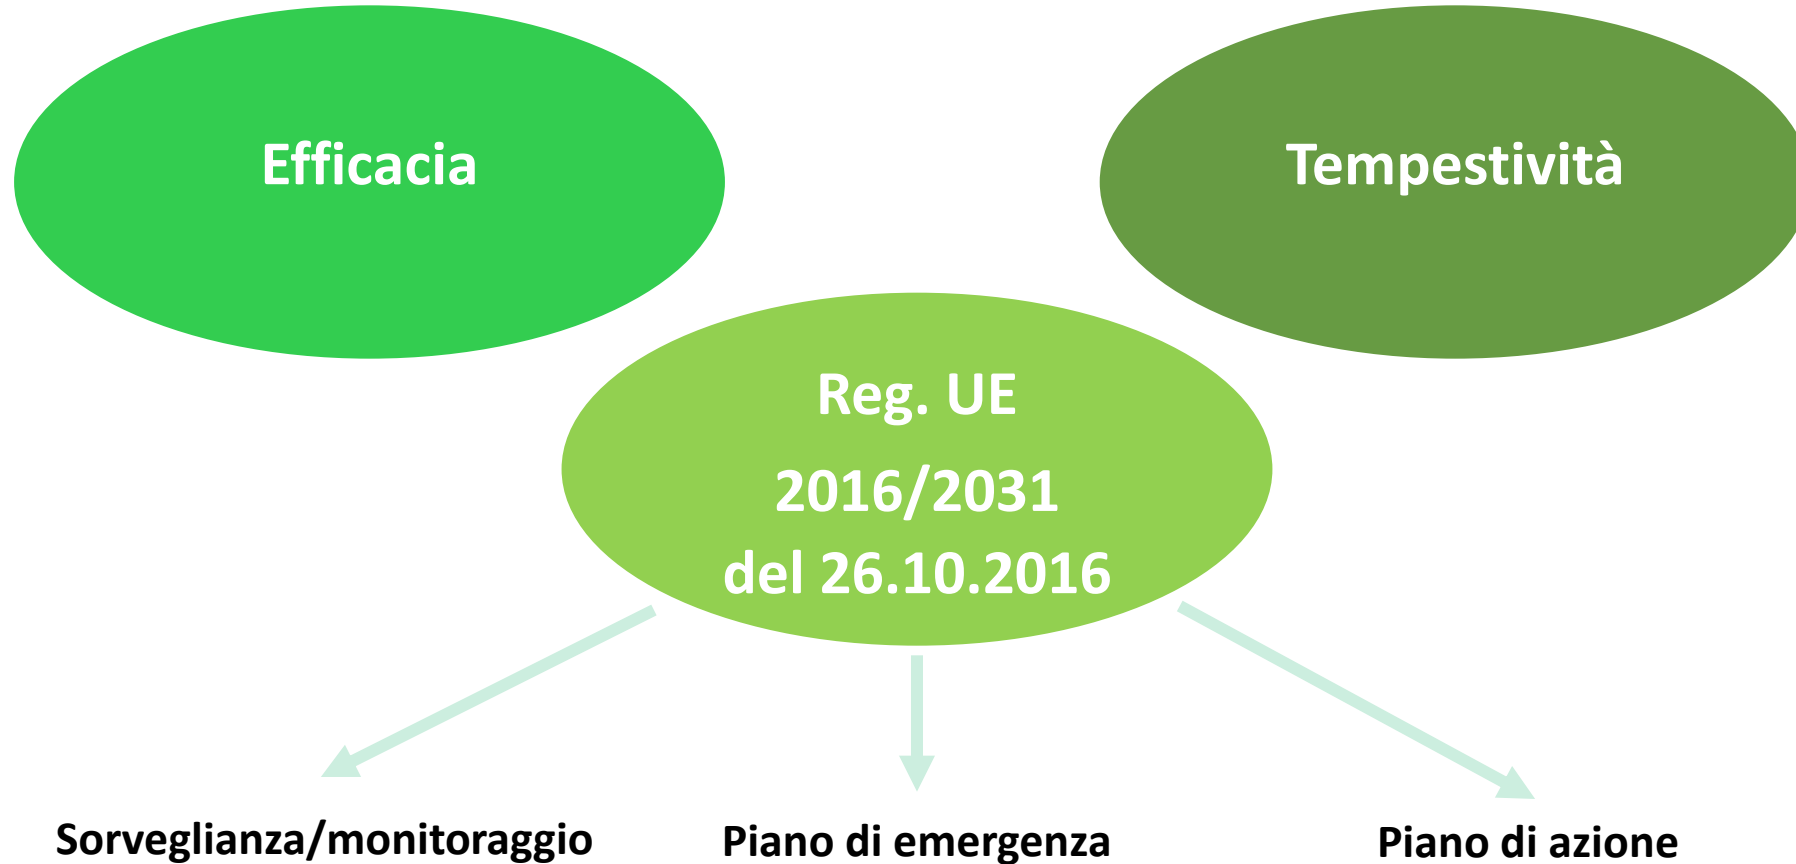 Efficacia
Tempestività
Reg. UE
2016/2031
del 26.10.2016
Sorveglianza/monitoraggio
Piano di emergenza
Piano di azione